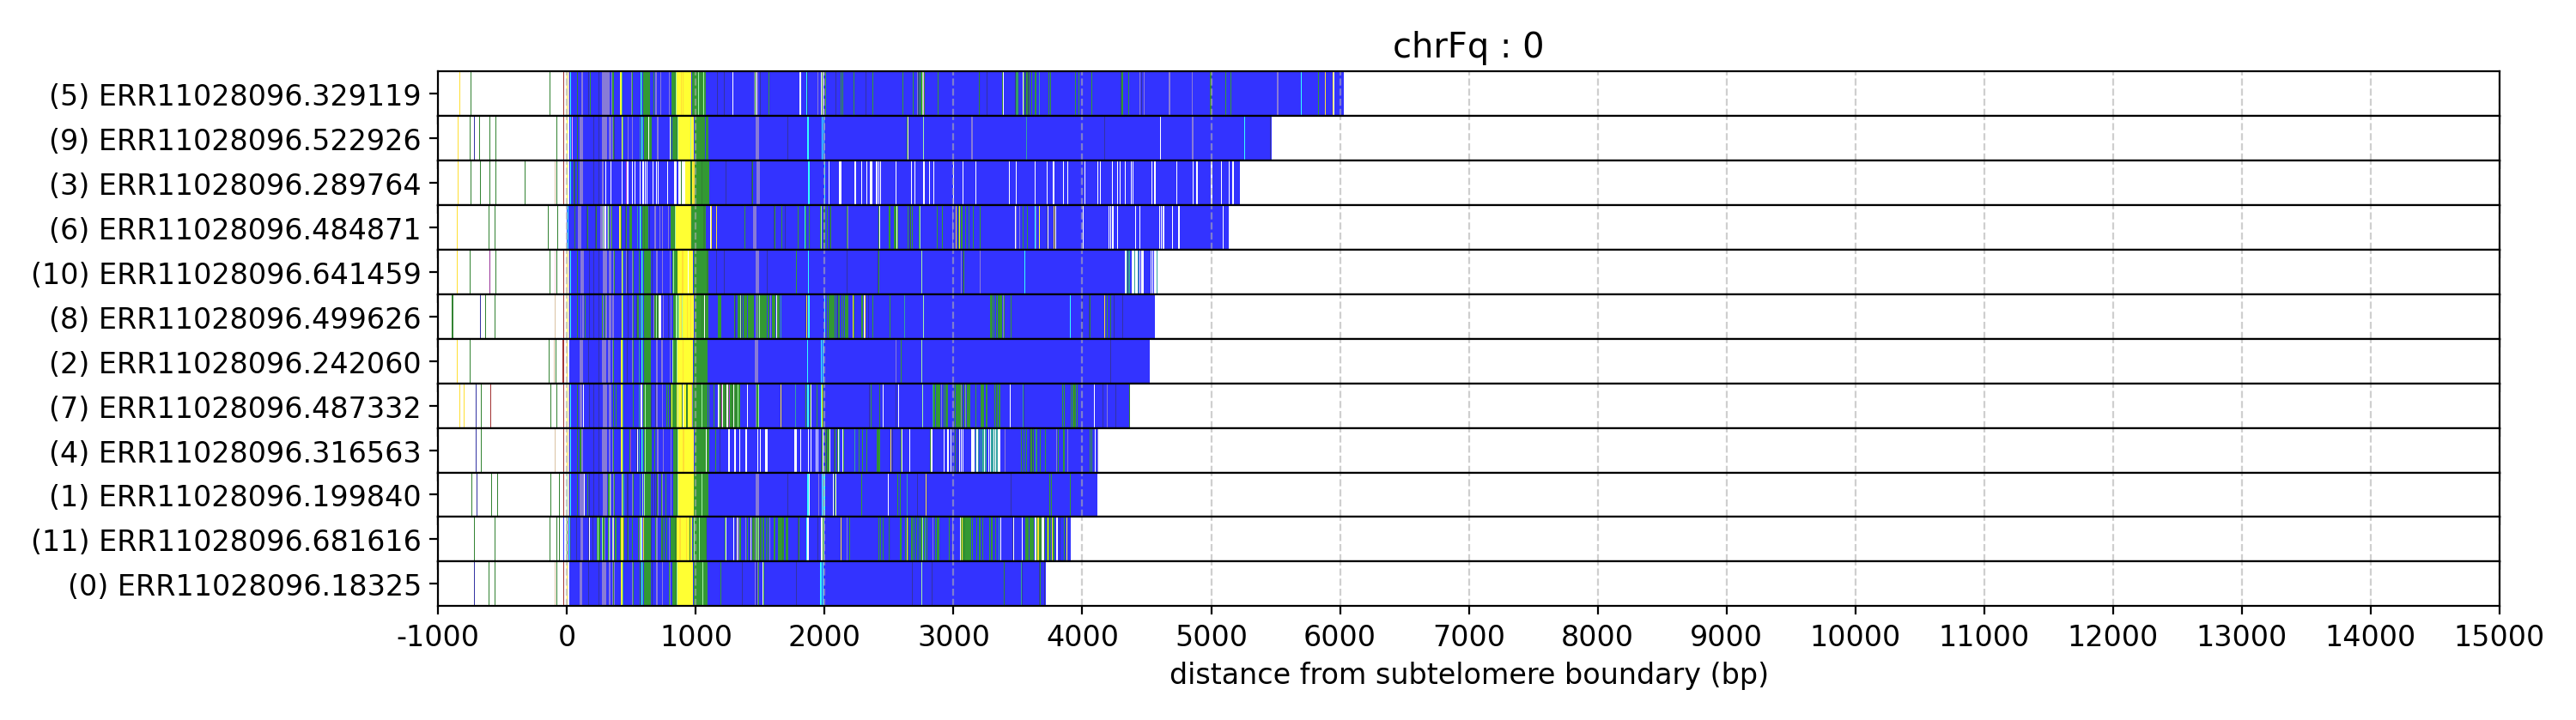 chrFq : 0
(5) ERR11028096.329119
(9) ERR11028096.522926
(3) ERR11028096.289764
(6) ERR11028096.484871
(10) ERR11028096.641459
(8) ERR11028096.499626
(2) ERR11028096.242060
(7) ERR11028096.487332
(4) ERR11028096.316563
(1) ERR11028096.199840
(11) ERR11028096.681616
(0) ERR11028096.18325
-1000 0 1000 2000 3000 4000 5000 6000 7000 8000 9000 10000 11000 12000 13000 14000 15000
distance from subtelomere boundary (bp)